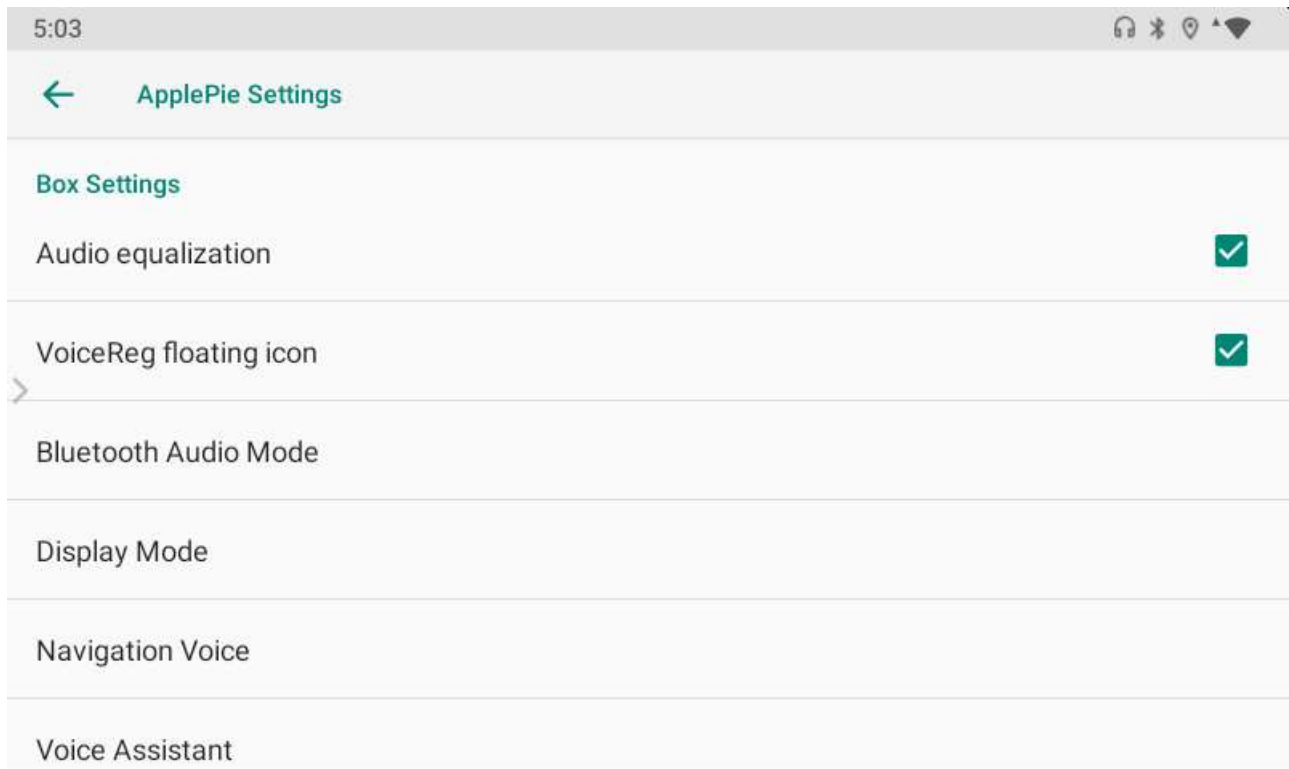 5:03
ApplePie Settings
Box Settings
Audio equalization
VoiceReg floating icon
Bluetooth Audio Mode
Display Mode
Navigation Voice
Voice Assistant